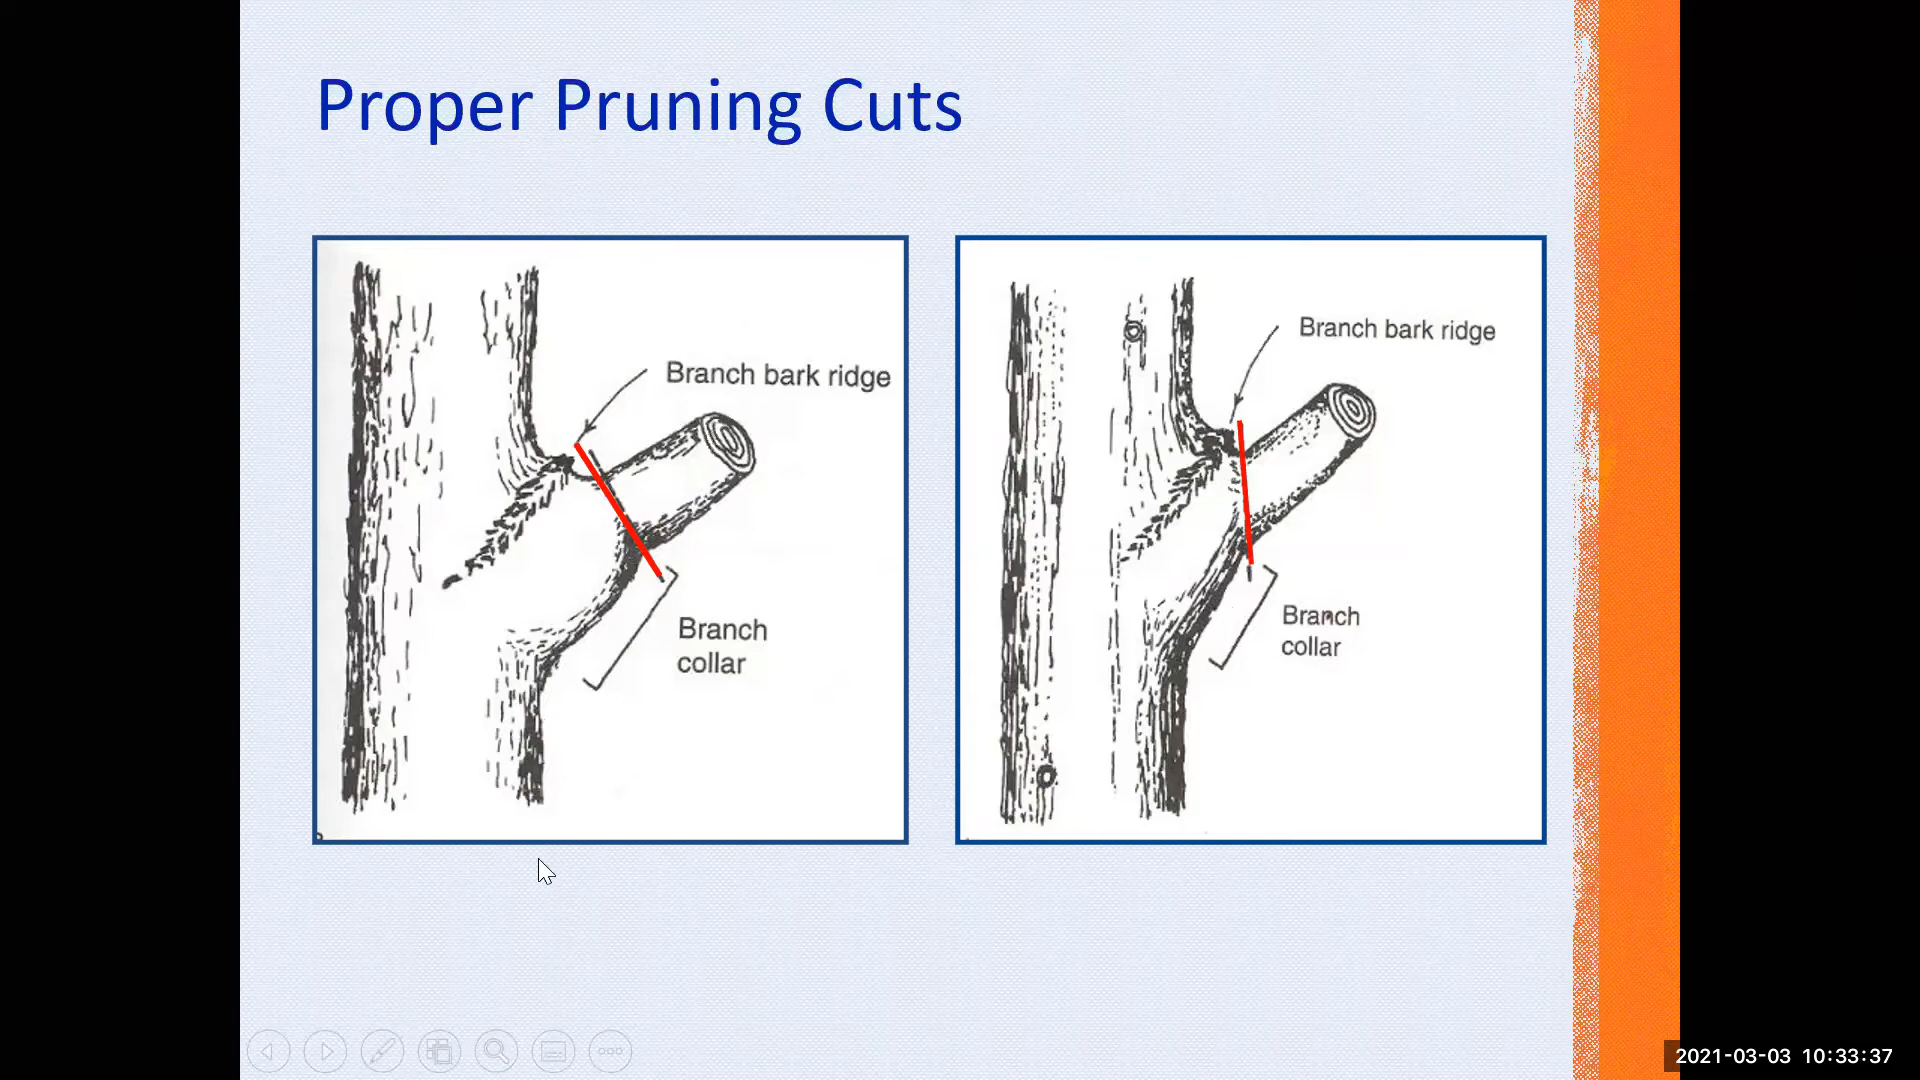 Proper Pruning Cuts
Branch bark ridge
Branch
collar
Branch bark ridge
Branch
collar
2021-03-03 10:33:37